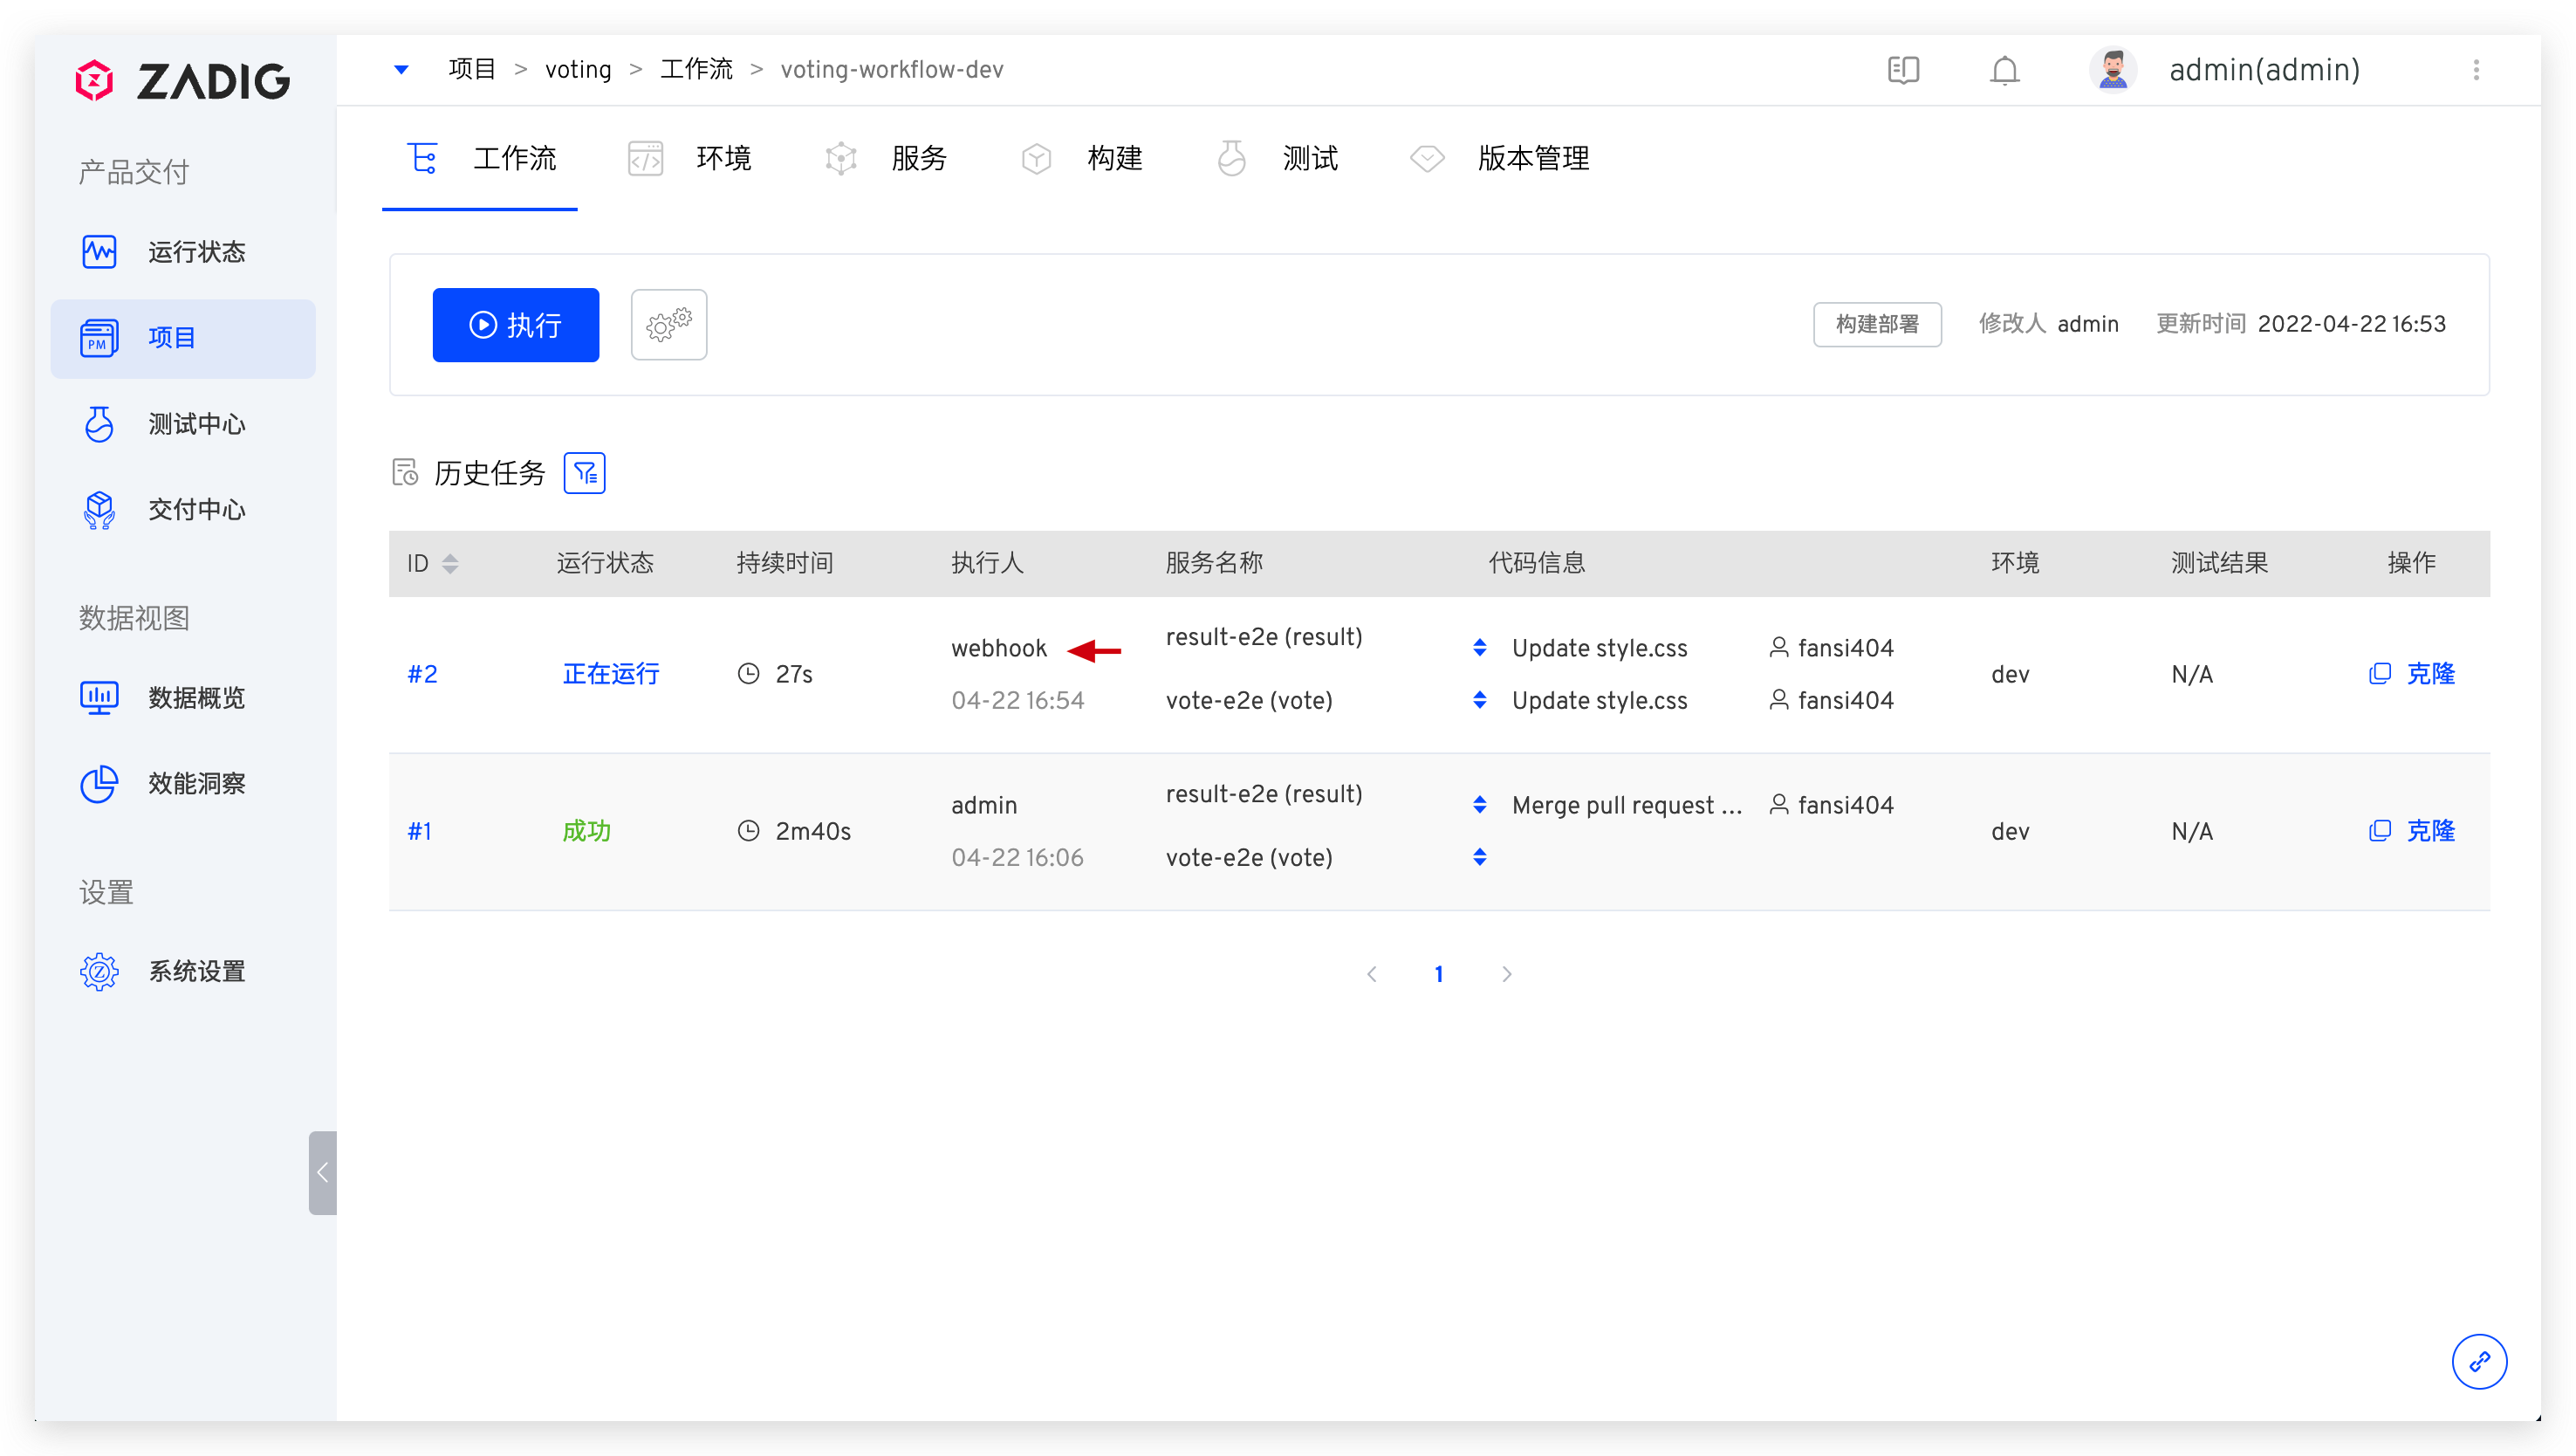 ZADIG
项目 > voting > 工作流 > voting-workflow-dev
admin(admin)
产品交付
运行状态
PM
项目
测试中心
交付中心
数据视图
数据概览
效能洞察
设置
系统设置
工作流
环境
服务
构建
测试
版本管理
执行
构建部署
修改人 admin
更新时间 2022-04-22 16:53
历史任务
ID 运行状态 持续时间 执行人 服务名称 代码信息 环境 测试结果 操作
#2 正在运行 27s
webhook
04-22 16:54
result-e2e (result)
vote-e2e (vote)
Update style.css fansi404
Update style.css fansi404
dev N/A 克隆
#1 成功 2m40s
admin
04-22 16:06
result-e2e (result)
vote-e2e (vote)
Merge pull request ... fansi404
dev N/A 克隆
1